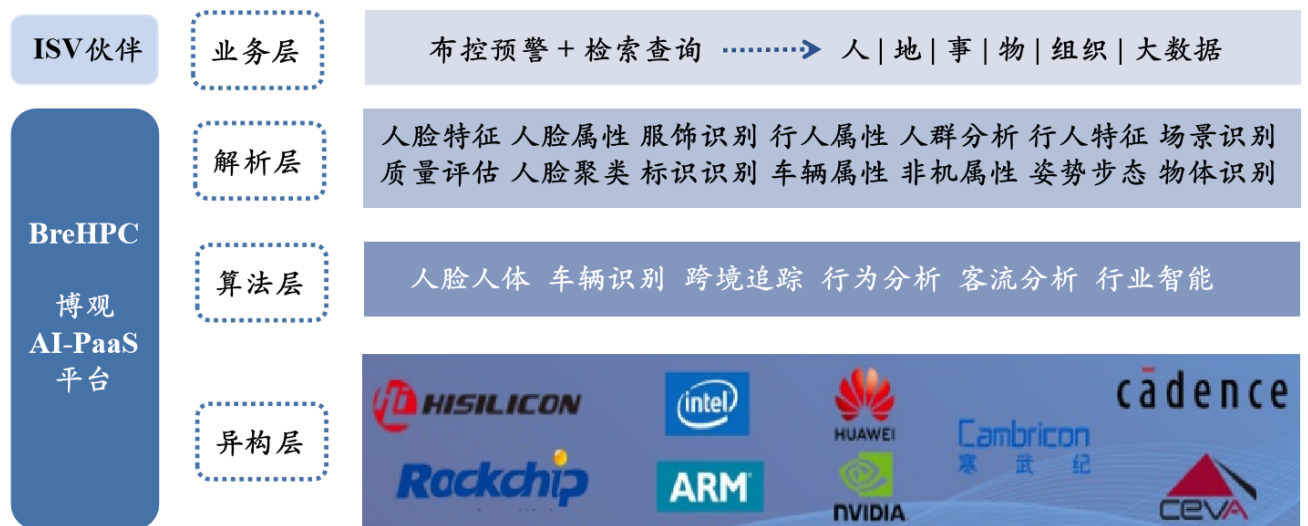 ISV伙伴
业务层
布控预警+检索查询 人|地|事|物|组织|大数据
BreHPC
博观
AI-PaaS
平台
解析层
人脸特征 人脸属性 服饰识别 行人属性 人群分析 行人特征 场景识别
质量评估 人脸聚类 标识识别 车辆属性 非机属性 姿势步态 物体识别
算法层
人脸人体 车辆识别 跨境追踪 行为分析 客流分析 行业智能
异构层
HISILICON
intel
HUAWEI
Cambricon
寒武纪
cādence
Rockchip
ARM
NVIDIA
CEVA